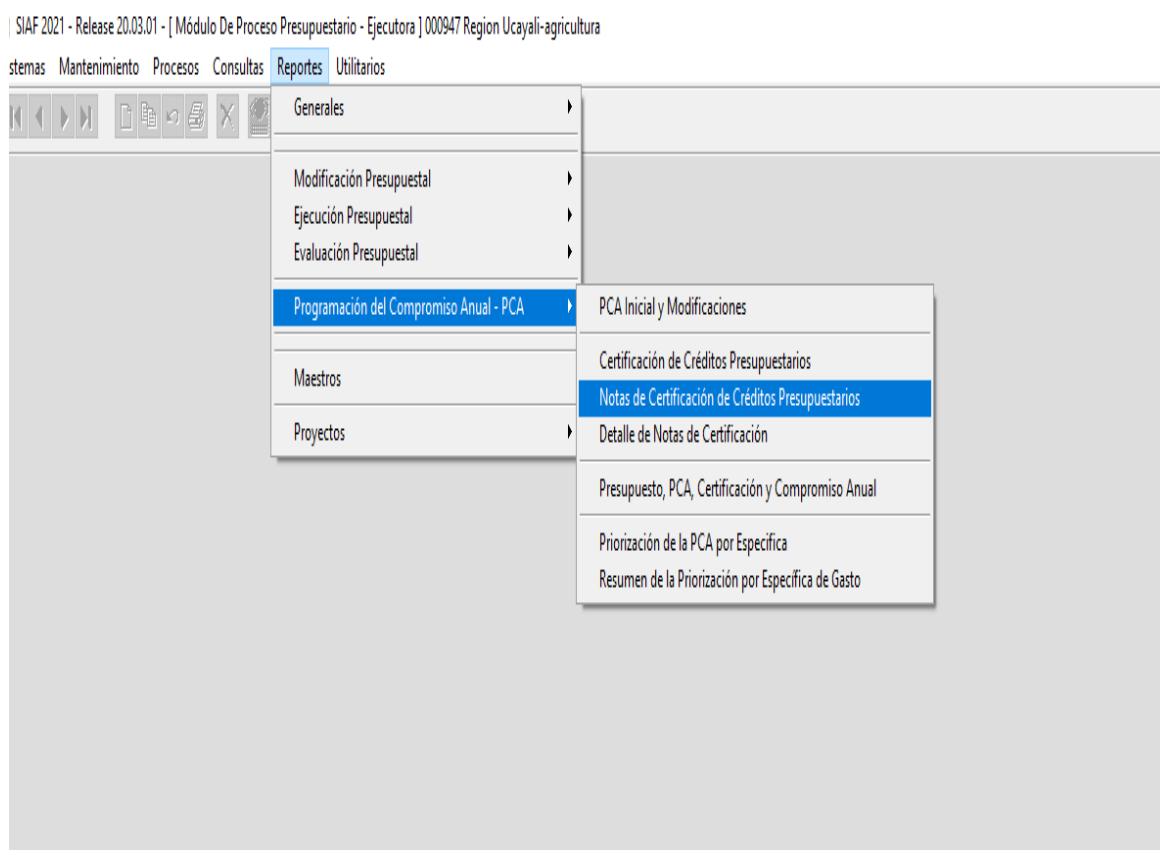 SIAF 2021 - Release 20.03.01 - [ Módulo De Proceso Presupuestario - Ejecutora ] 000947 Region Ucayali-agricultura
stemas Mantenimiento Procesos Consultas Reportes Utilitarios
Generales
Modificación Presupuestal
Ejecución Presupuestal
Evaluación Presupuestal
Programación del Compromiso Anual - PCA
Maestros
Proyectos
PCA Inicial y Modificaciones
Certificación de Créditos Presupuestarios
Notas de Certificación de Créditos Presupuestarios
Detalle de Notas de Certificación
Presupuesto, PCA, Certificación y Compromiso Anual
Priorización de la PCA por Especifica
Resumen de la Priorización por Específica de Gasto